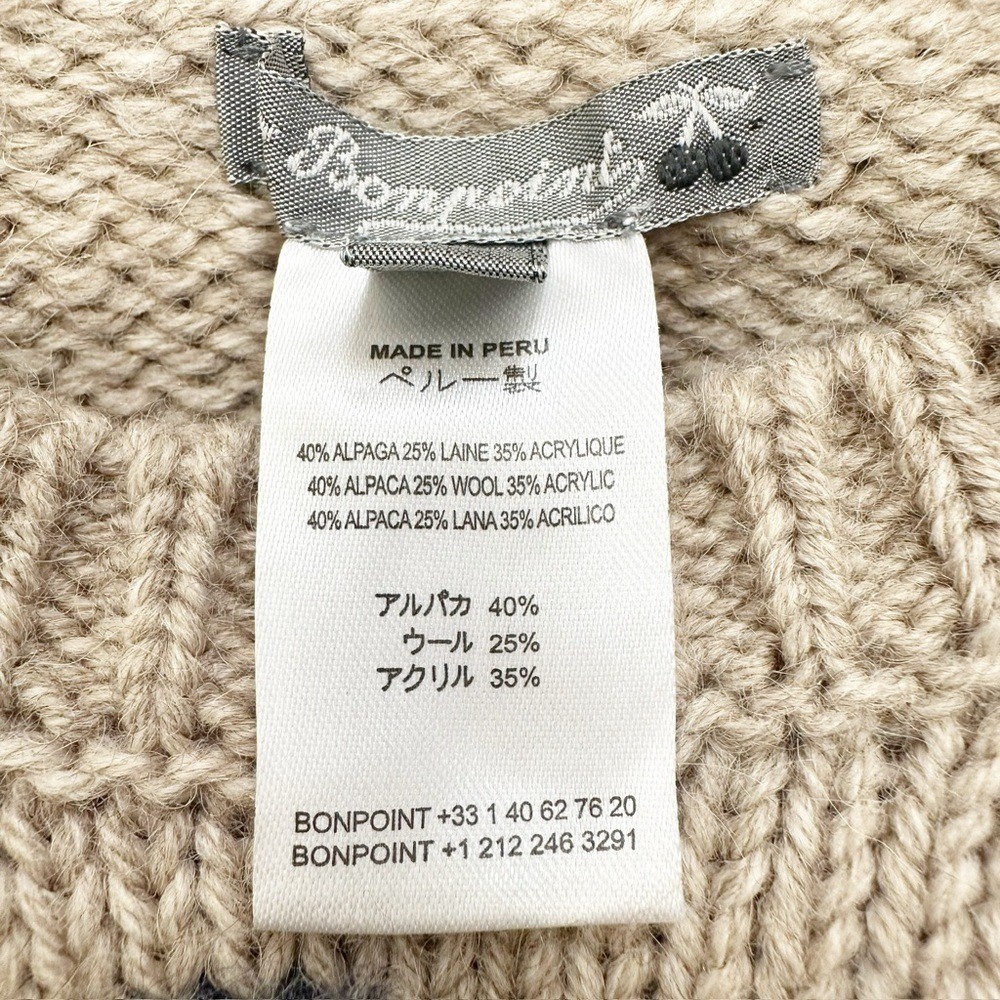 Bonpoint
MADE IN PERU
ペルー製
40% ALPAGA 25% LAINE 35% ACRYLIQUE
40% ALPACA 25% WOOL 35% ACRYLIC
40% ALPACA 25% LANA 35% ACRILICO
アルパカ 40%
ウール 25%
アクリル 35%
BONPOINT +33 1 40 62 76 20
BONPOINT +1 212 246 3291